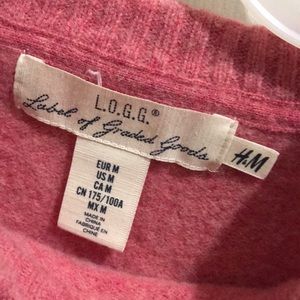 L.O.G.G.®
Label of Graded Goods
H&M
EUR M
US M
CA M
CN 175/100A
MX M
MADE IN
CHINA
FABRIQUÉ EN
CHINE